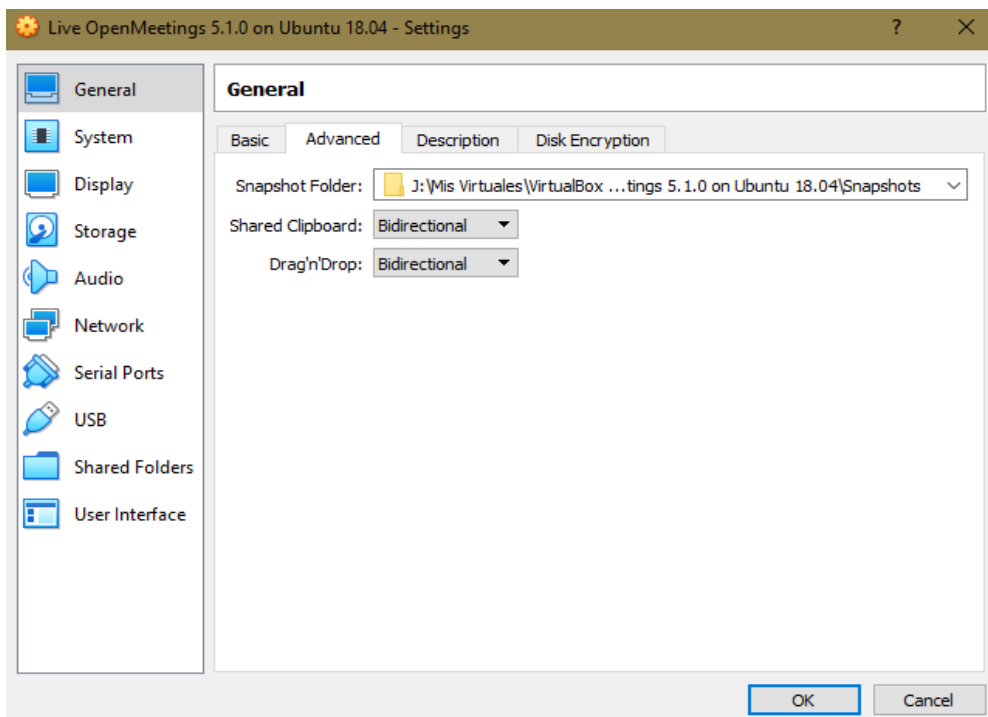 Live OpenMeetings 5.1.0 on Ubuntu 18.04 - Settings
?
General
System
Display
Storage
Audio
Network
Serial Ports
USB
Shared Folders
User Interface
General
Basic Advanced Description Disk Encryption
Snapshot Folder: J:\Mis Virtuales\VirtualBox ...tings 5.1.0 on Ubuntu 18.04\Snapshots
Shared Clipboard: Bidirectional
Drag'n'Drop: Bidirectional
OK Cancel